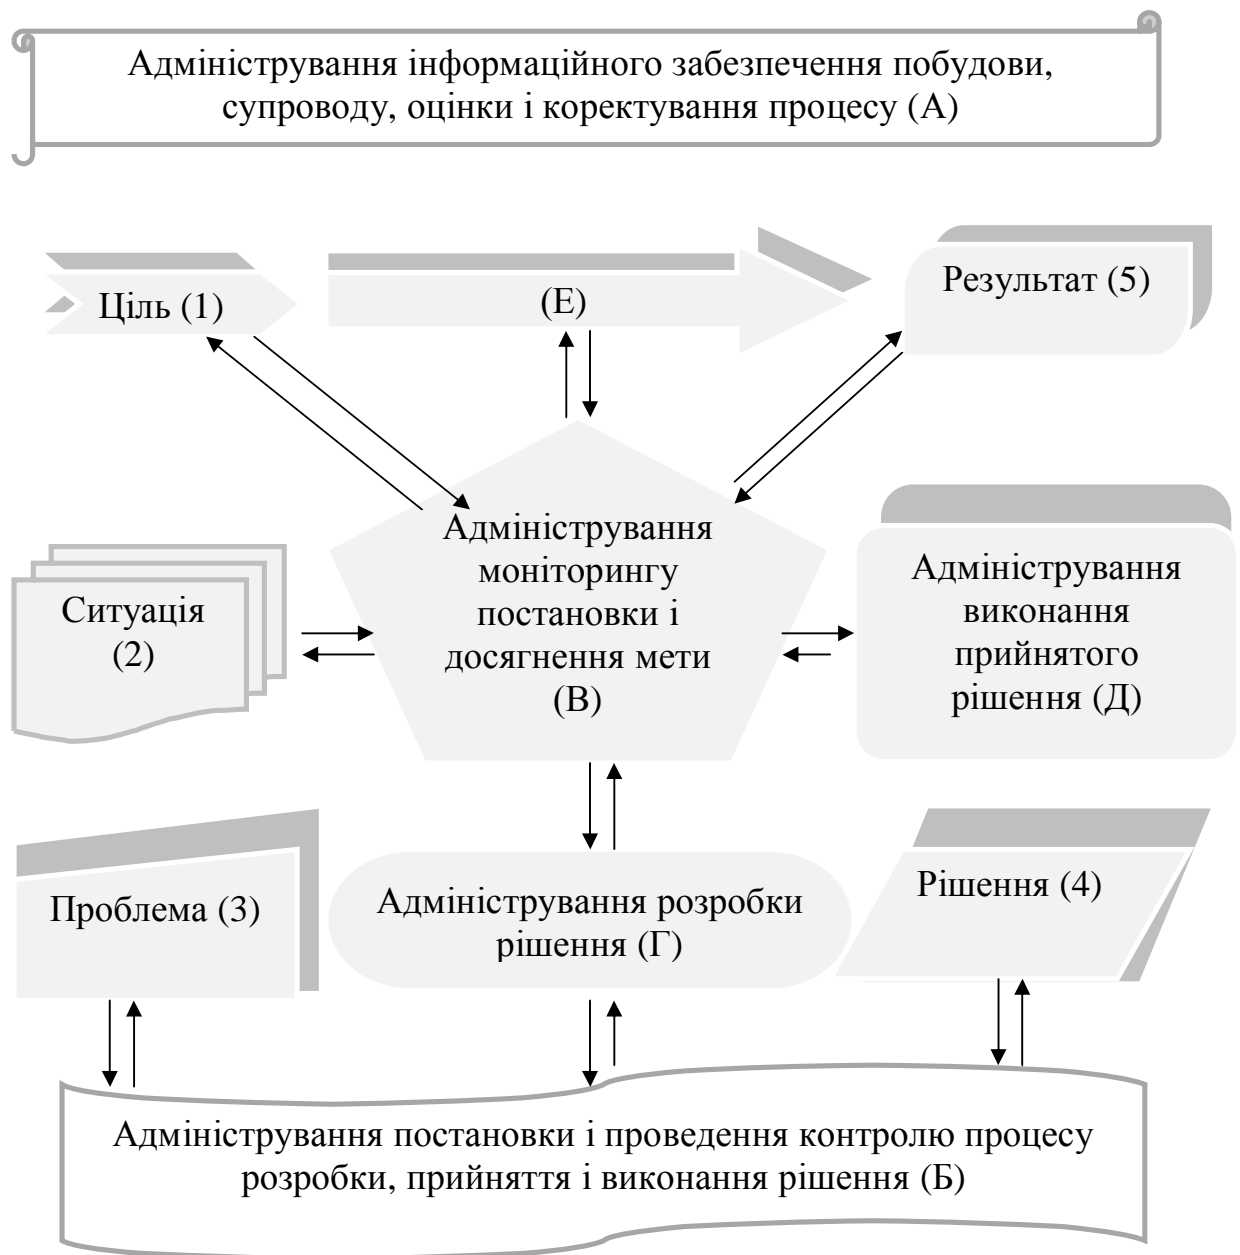 Адміністрування інформаційного забезпечення побудови,
супроводу, оцінки і коректування процесу (А)
Ціль (1)
(Е)
Результат (5)
Адміністрування
моніторингу
постановки і
досягнення мети
(В)
Ситуація
(2)
Адміністрування
виконання
прийнятого
рішення (Д)
Проблема (3)
Адміністрування розробки
рішення (Г)
Рішення (4)
Адміністрування постановки і проведення контролю процесу
розробки, прийняття і виконання рішення (Б)